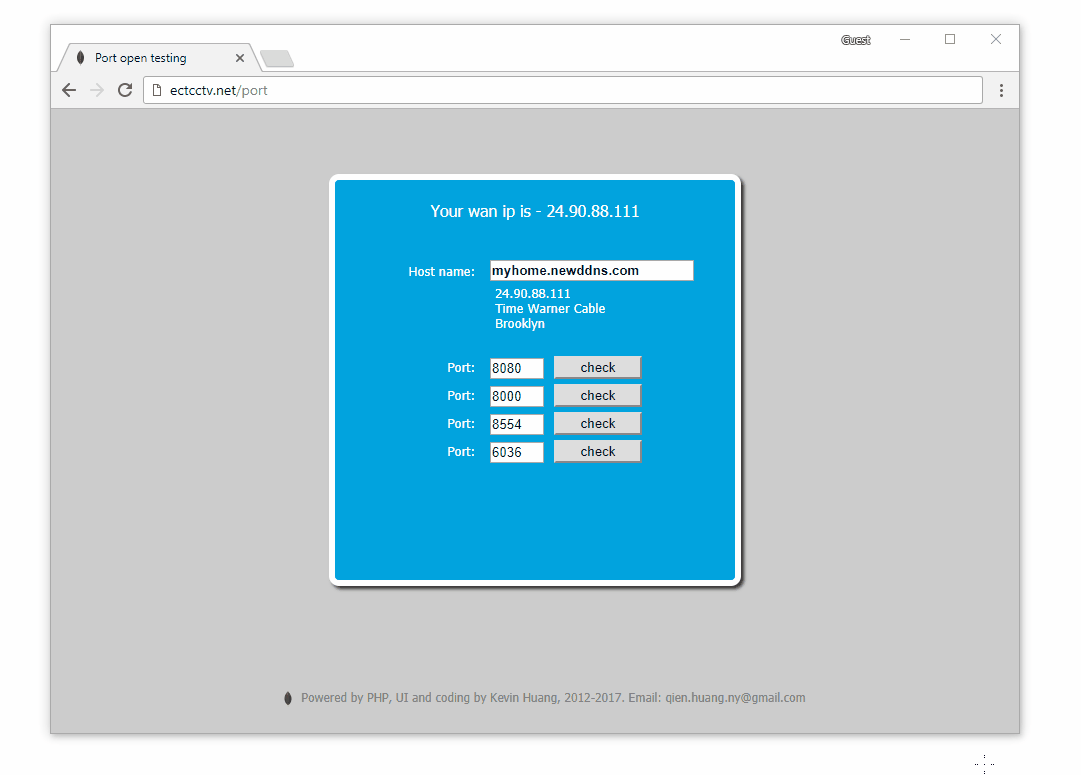 Guest
Port open testing
ectcctv.net/port
Your wan ip is - 24.90.88.111
Host name: myhome.newddns.com
24.90.88.111
Time Warner Cable
Brooklyn
Port: 8080 check
Port: 8000 check
Port: 8554 check
Port: 6036 check
Powered by PHP, UI and coding by Kevin Huang, 2012-2017. Email: qien.huang.ny@gmail.com